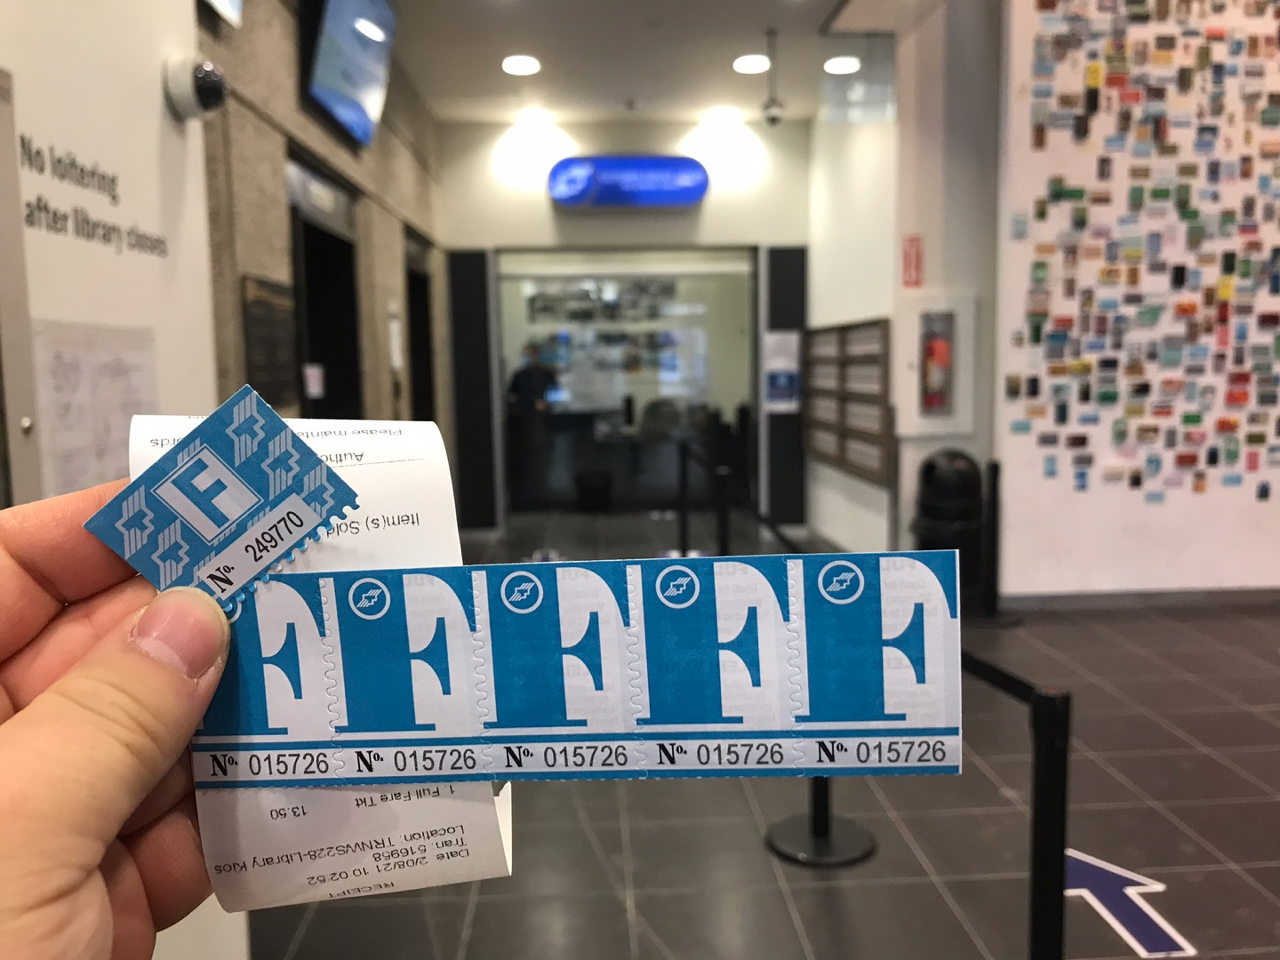 No loitering
after library closes
F
No. 249770
F F F F F
No. 015726 No. 015726 No. 015726 No. 015726 No. 015726
RECEIPT
Date: 2/08/21 10:02:52
Tran: 516958
Location: TRNWS228-Library Kios
1 Full Fare Tkt 13.50
Item(s) Sold
Please mainta